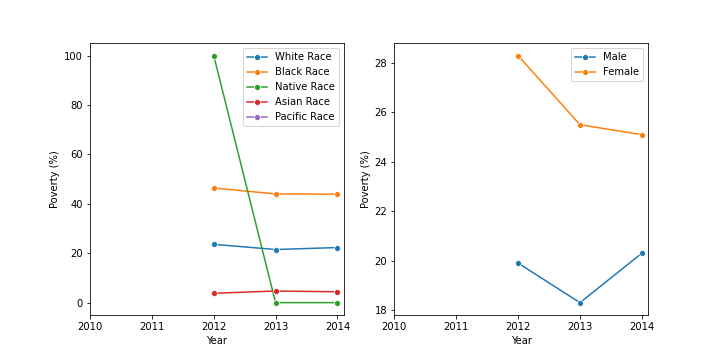 100
80
60
40
20
0
Poverty (%)
2010 2011 2012 2013 2014
Year
White Race
Black Race
Native Race
Asian Race
Pacific Race
28
26
24
22
20
18
Poverty (%)
2010 2011 2012 2013 2014
Year
Male
Female